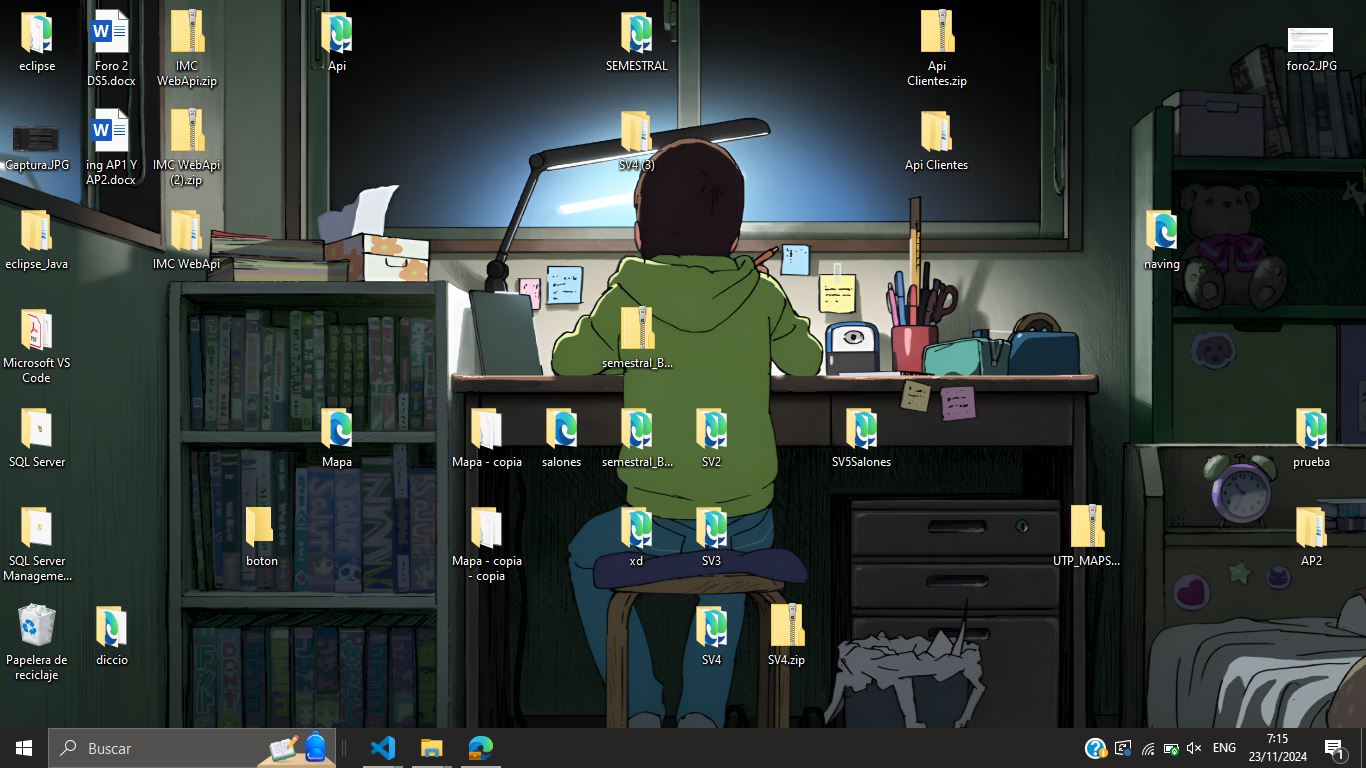 eclipse
Foro 2
DS5.docx
IMC
WebApi.zip
Api
SEMESTRAL
Api
Clientes.zip
foro2.JPG
Captura.JPG
ing AP1 Y
AP2.docx
IMC WebApi
(2).zip
SV4 (3)
Api Clientes
eclipse_Java
IMC WebApi
naving
Microsoft VS
Code
semestral_B...
SQL Server
Mapa
Mapa - copia
salones
semestral_B...
SV2
SV5Salones
prueba
SQL Server
Manageme...
boton
Mapa - copia
- copia
xd
SV3
UTP_MAPS...
AP2
Papelera de
reciclaje
diccio
SV4
SV4.zip
Buscar
ENG
7:15
23/11/2024
1